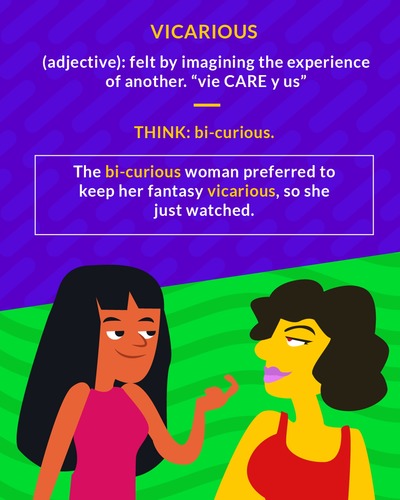 VICARIOUS
(adjective): felt by imagining the experience
of another. “vie CARE y us”
THINK: bi-curious.
The bi-curious woman preferred to
keep her fantasy vicarious, so she
just watched.